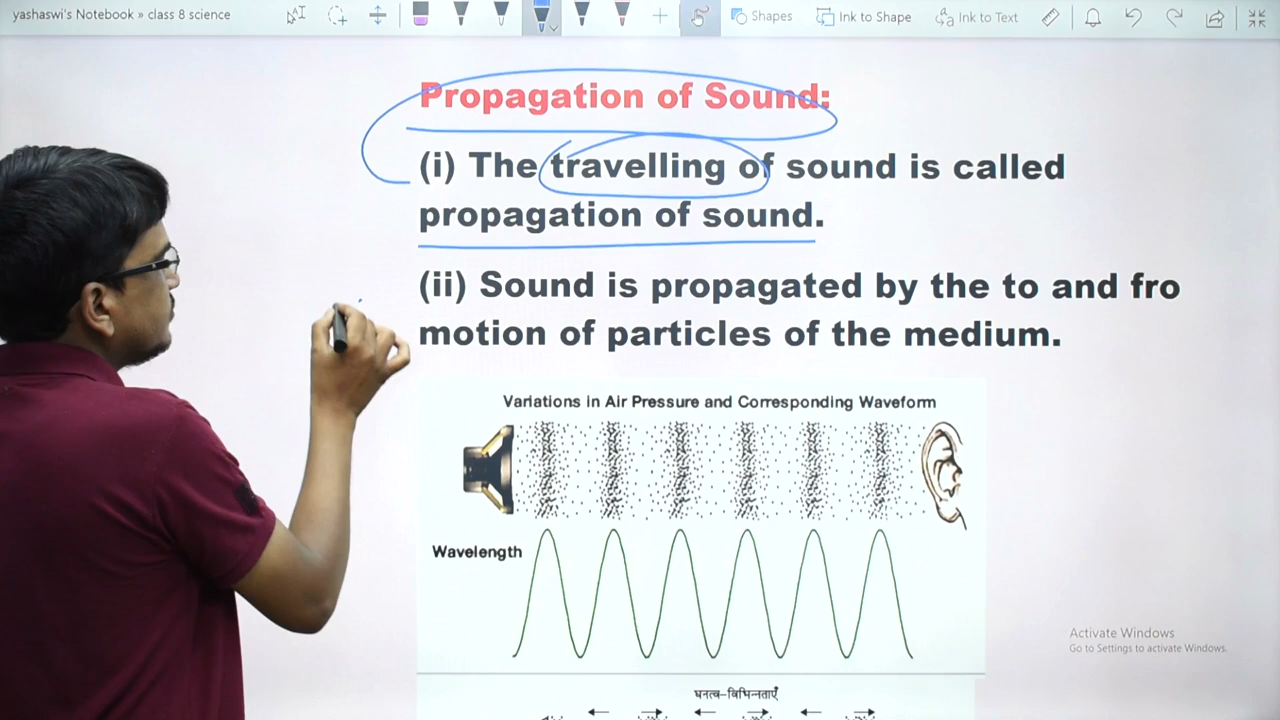 yashaswi's Notebook » class 8 science
Shapes
Ink to Shape
Ink to Text
Propagation of Sound:
(i) The travelling of sound is called
propagation of sound.
(ii) Sound is propagated by the to and fro
motion of particles of the medium.
Variations in Air Pressure and Corresponding Waveform
Wavelength
Activate Windows
Go to Settings to activate Windows.
घनत्व-विभिन्नताएँ